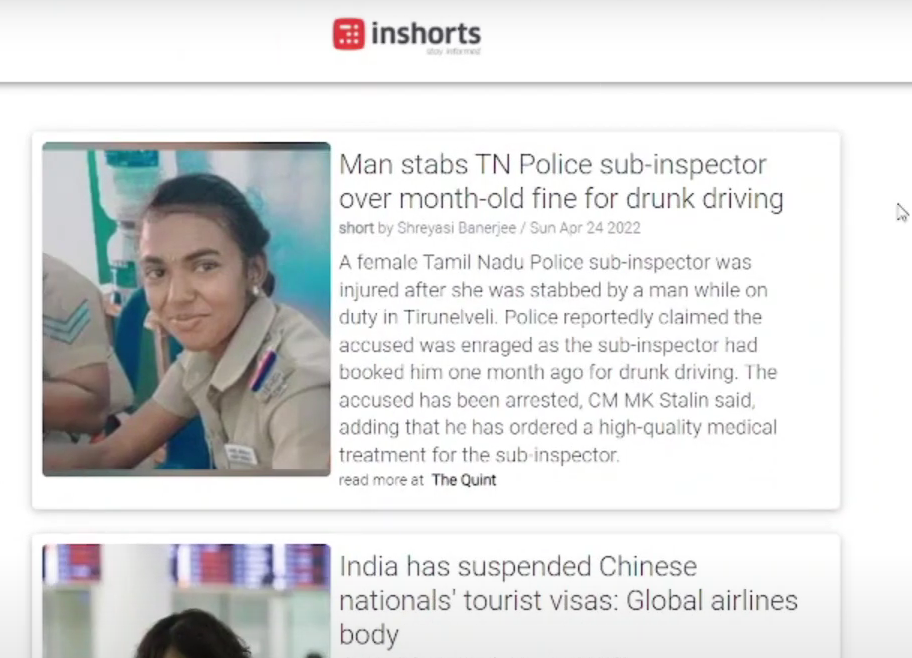 inshorts
stay informed
Man stabs TN Police sub-inspector
over month-old fine for drunk driving
short by Shreyasi Banerjee / Sun Apr 24 2022
A female Tamil Nadu Police sub-inspector was
injured after she was stabbed by a man while on
duty in Tirunelveli. Police reportedly claimed the
accused was enraged as the sub-inspector had
booked him one month ago for drunk driving. The
accused has been arrested, CM MK Stalin said,
adding that he has ordered a high-quality medical
treatment for the sub-inspector.
read more at The Quint
India has suspended Chinese
nationals' tourist visas: Global airlines
body